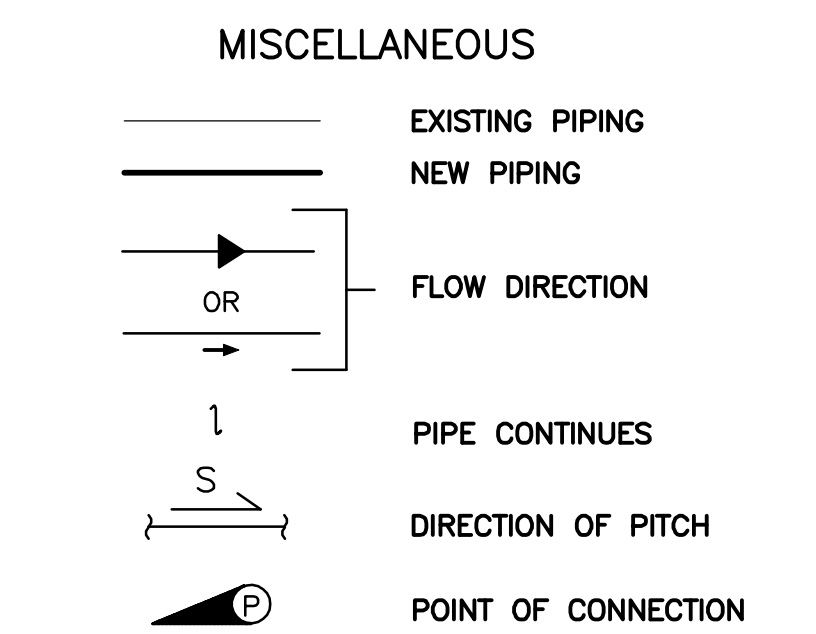 MISCELLANEOUS
EXISTING PIPING
NEW PIPING
OR
FLOW DIRECTION
PIPE CONTINUES
S
DIRECTION OF PITCH
P
POINT OF CONNECTION